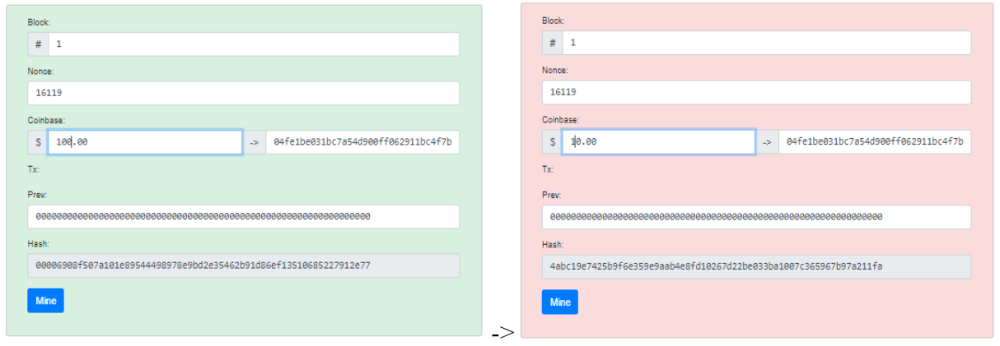 Block:
# 1
Nonce:
16119
Coinbase:
$ 100.00 -> 04fe1be031bc7a54d900ff062911bc4f7b
Tx:
Prev:
0000000000000000000000000000000000000000000000000000000000000000
Hash:
00006908f507a101e89544498978e9bd2e35462b91d86ef13510685227912e77
Mine
->
Block:
# 1
Nonce:
16119
Coinbase:
$ 10.00 -> 04fe1be031bc7a54d900ff062911bc4f7b
Tx:
Prev:
0000000000000000000000000000000000000000000000000000000000000000
Hash:
4abc19e7425b9f6e359e9aab4e8fd10267d22be033ba1007c365967b97a211fa
Mine